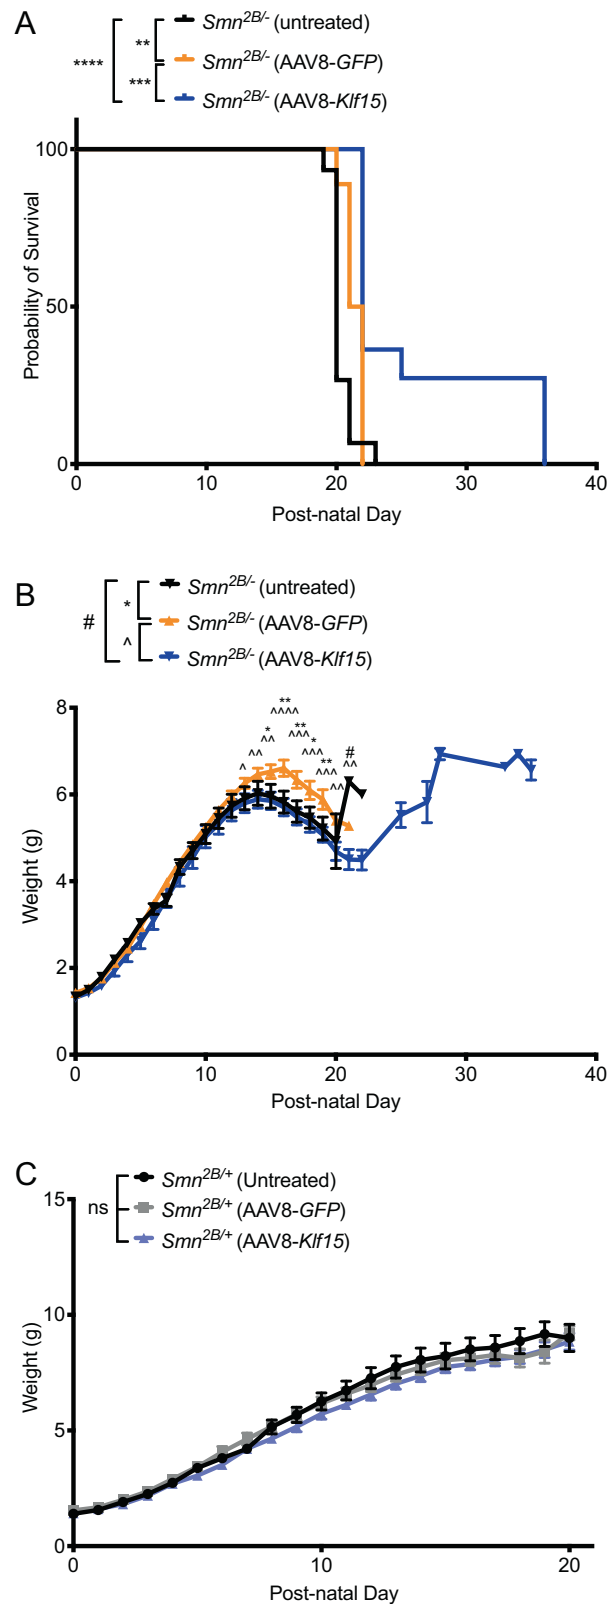 A
Smn2B/- (untreated)
**
Smn2B/- (AAV8-GFP)
****
***
Smn2B/- (AAV8-Klf15)
100
50
0
Probability of Survival
0 10 20 30 40
Post-natal Day
B
Smn2B/- (untreated)
*
Smn2B/- (AAV8-GFP)
#
^
Smn2B/- (AAV8-Klf15)
8
6
4
2
0
Weight (g)
**
^^^^
*
^^
**
^^^
^^
*
^^^
^
**
^^^
^^
#
^^
0 10 20 30 40
Post-natal Day
C
Smn2B/+ (Untreated)
ns
Smn2B/+ (AAV8-GFP)
Smn2B/+ (AAV8-Klf15)
15
10
5
0
Weight (g)
0 10 20
Post-natal Day